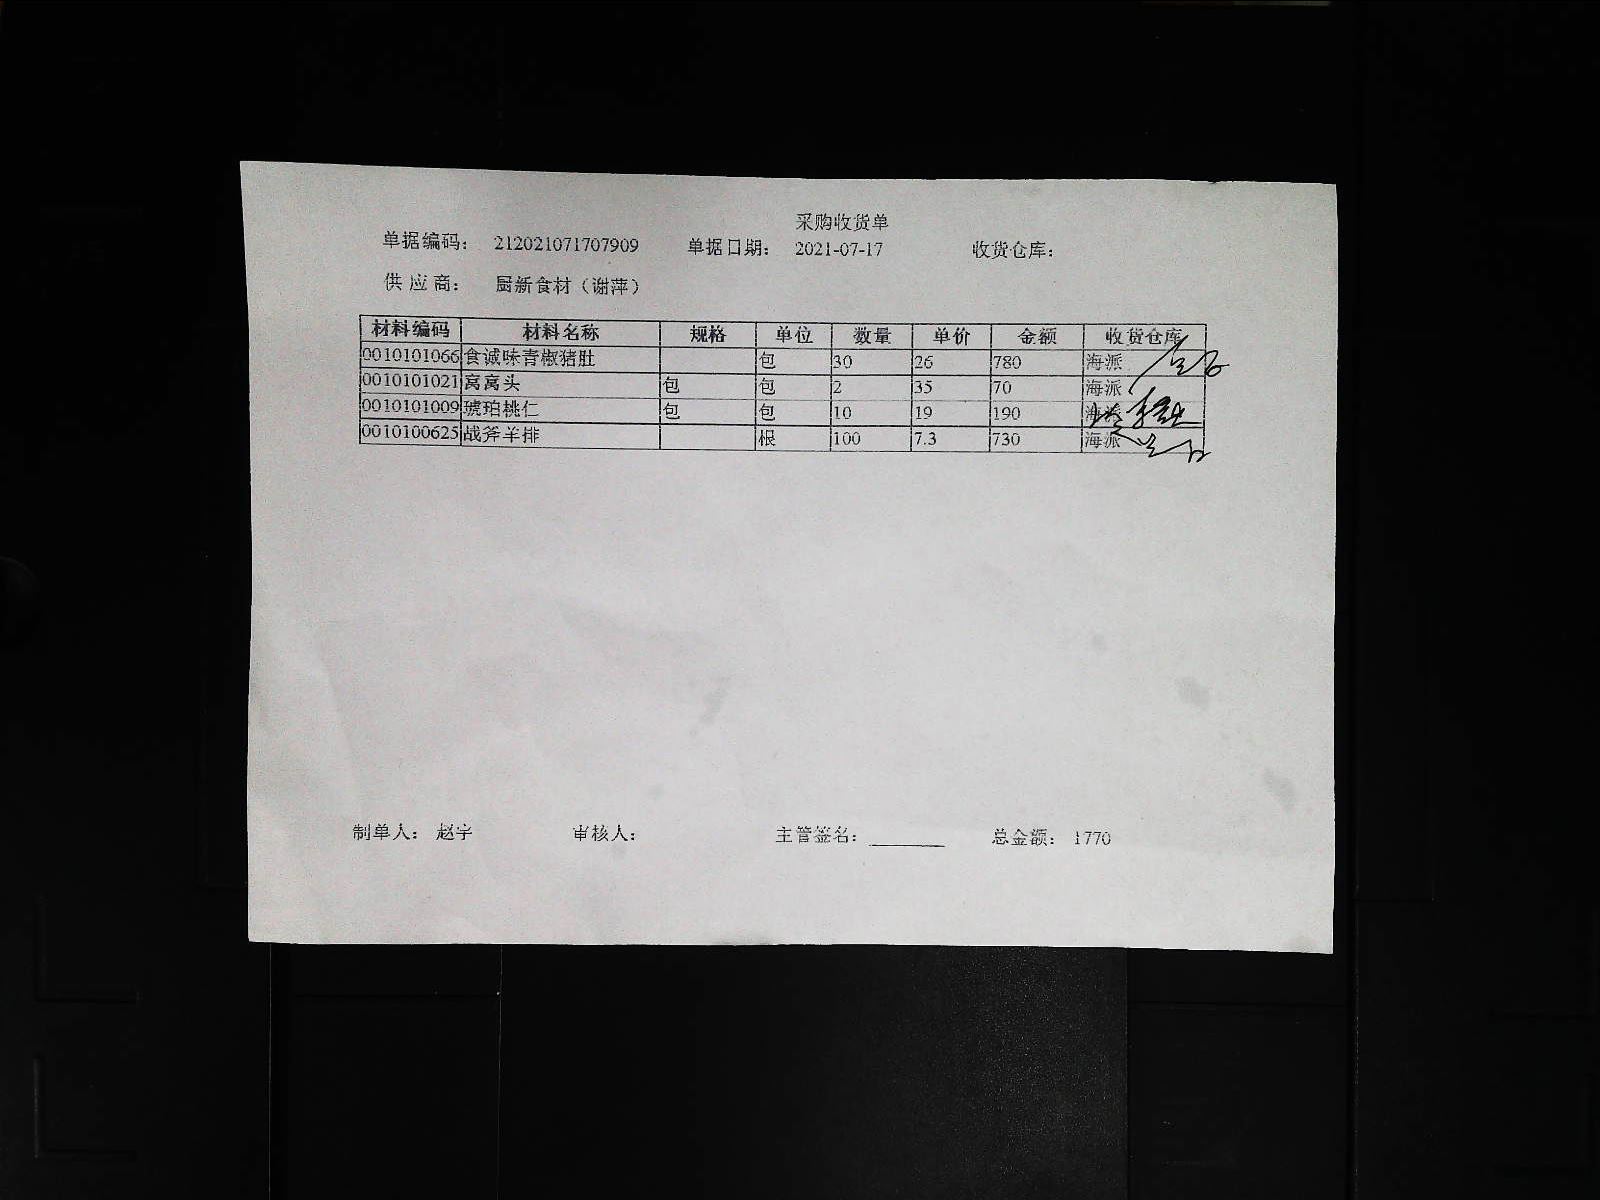 采购收货单
单据编码: 212021071707909 单据日期: 2021-07-17 收货仓库:
供应商: 厨新食材（谢萍）
材料编码 材料名称 规格 单位 数量 单价 金额 收货仓库
0010101066 食诚味青椒猪肚 包 30 26 780 海派
0010101021 窝窝头 包 包 2 35 70 海派
0010101009 琥珀桃仁 包 包 10 19 190 海派
0010100625 战斧羊排 根 100 7.3 730 海派
制单人: 赵宇 审核人: 主管签名: 总金额: 1770